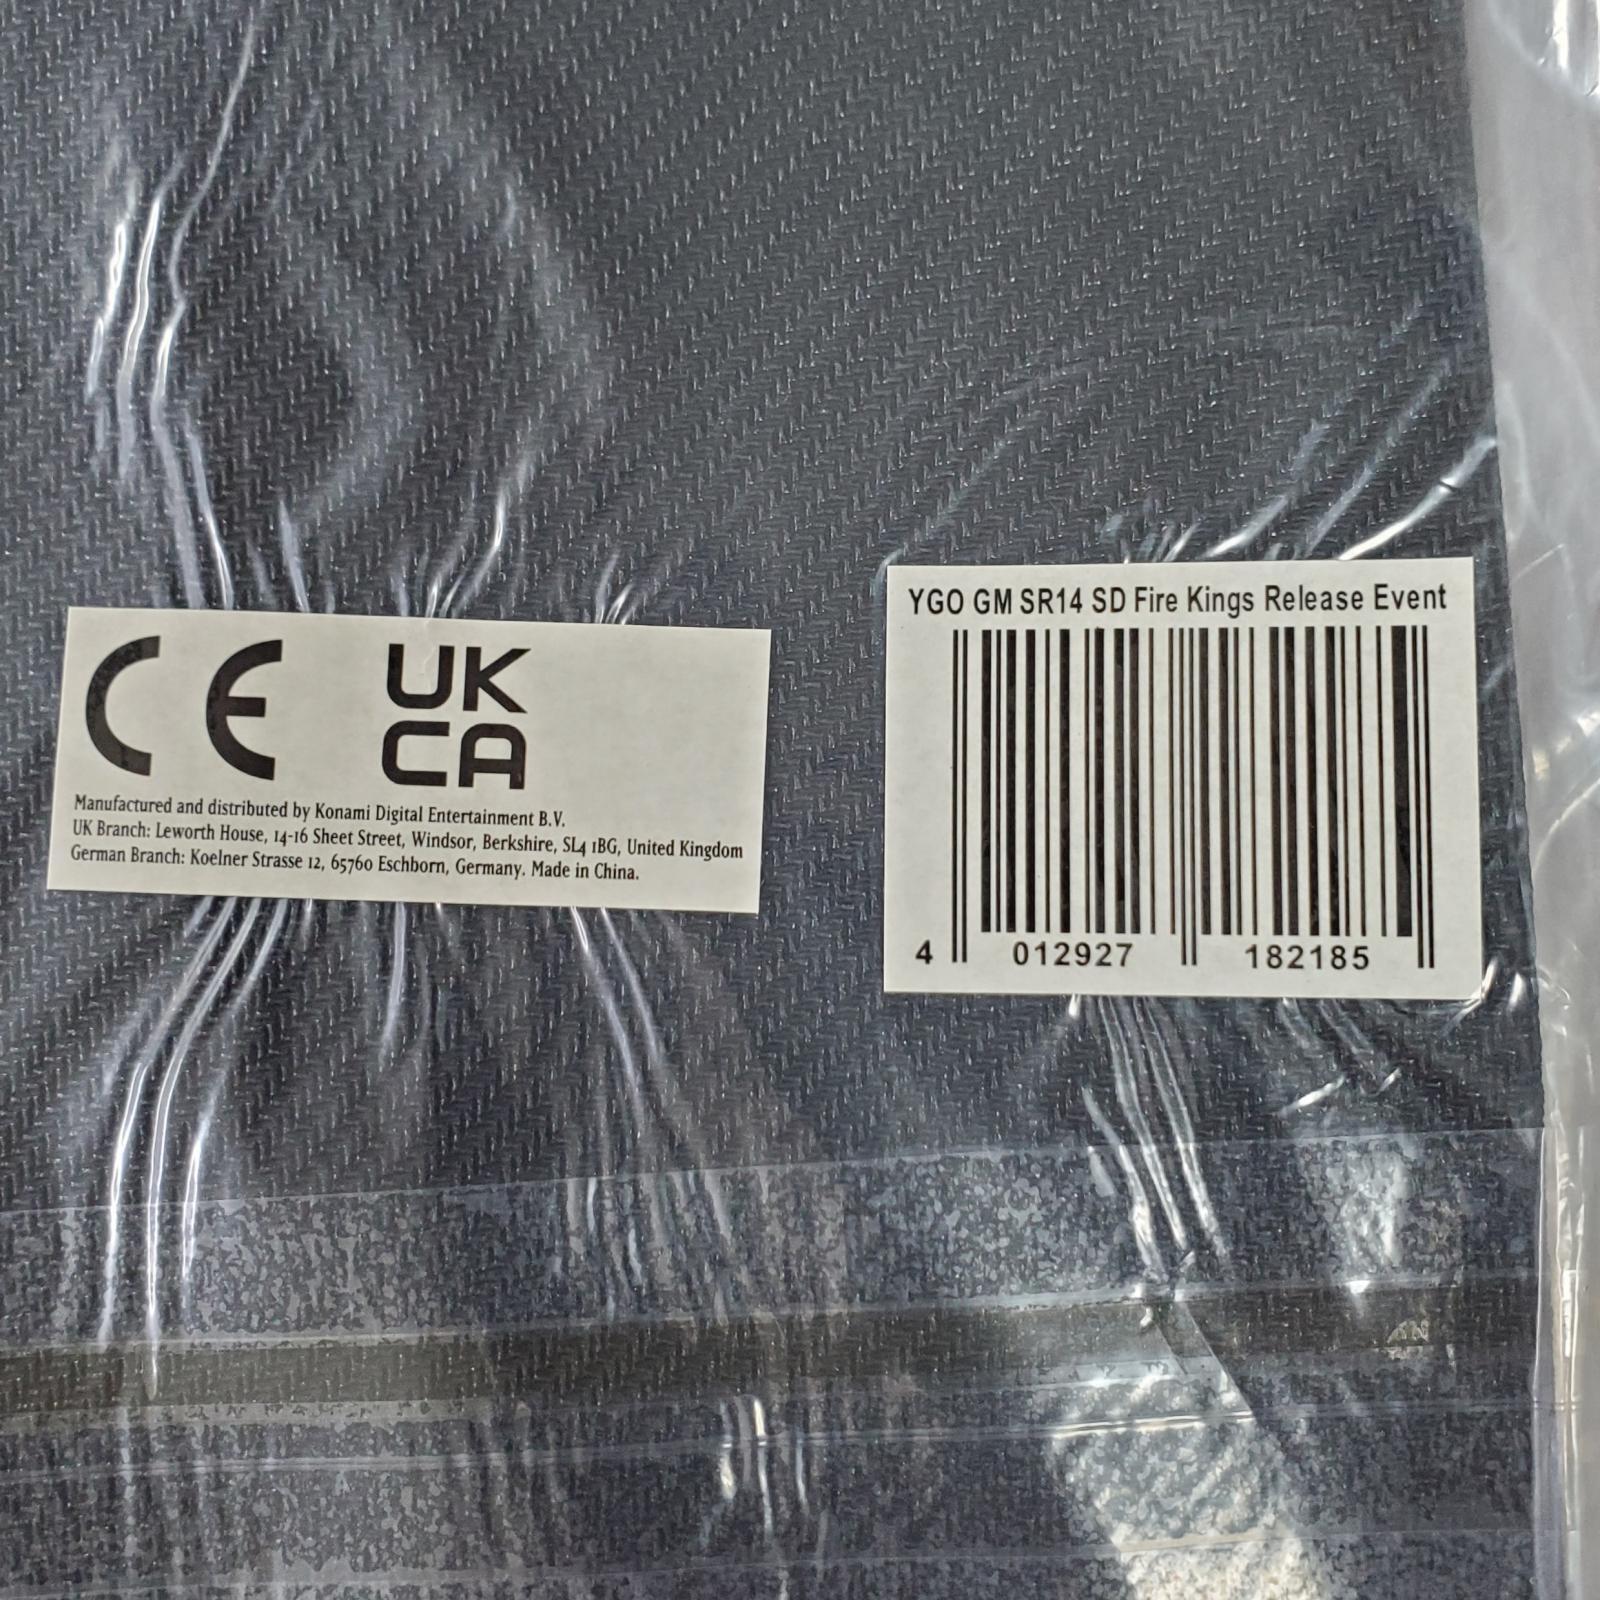 CE
UK
CA
Manufactured and distributed by Konami Digital Entertainment B.V.
UK Branch: Leworth House, 14-16 Sheet Street, Windsor, Berkshire, SL4 1BG, United Kingdom
German Branch: Koelner Strasse 12, 65760 Eschborn, Germany. Made in China.
YGO GM SR14 SD Fire Kings Release Event
4 012927 182185